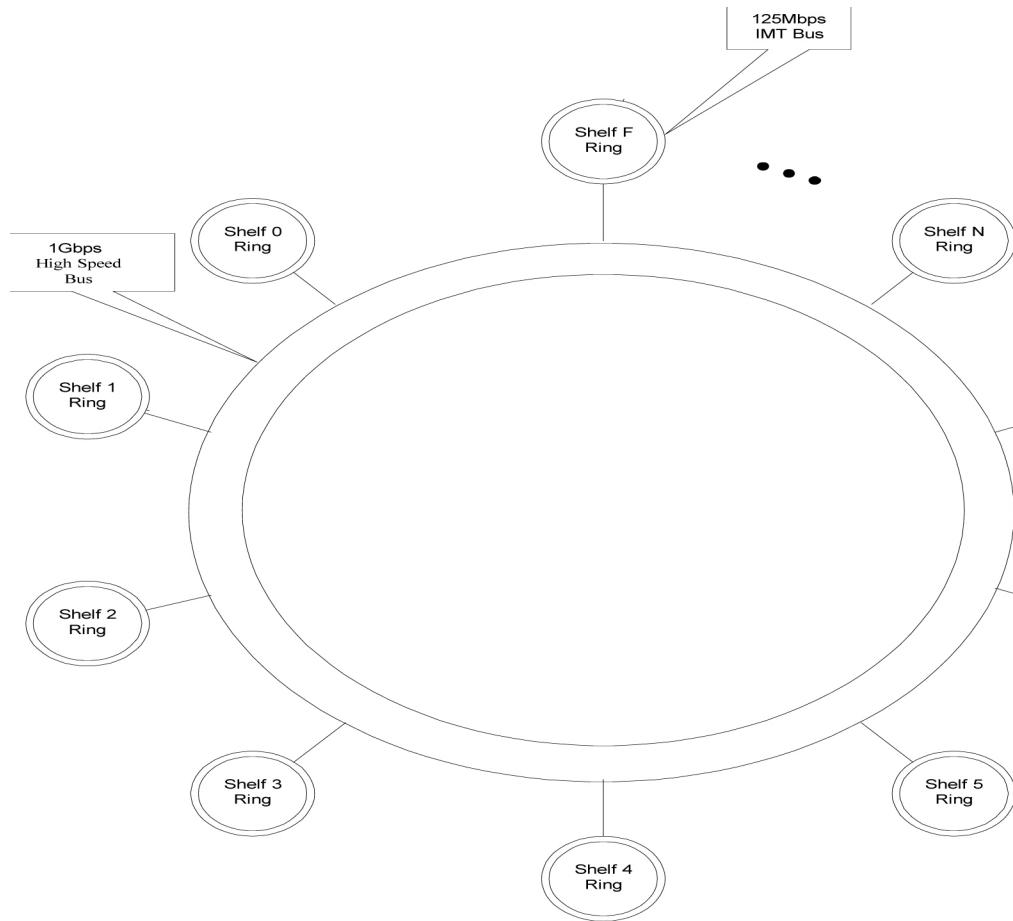 125Mbps
IMT Bus
Shelf F
Ring
Shelf 0
Ring
Shelf N
Ring
1Gbps
High Speed
Bus
Shelf 1
Ring
Shelf 2
Ring
Shelf 3
Ring
Shelf 5
Ring
Shelf 4
Ring